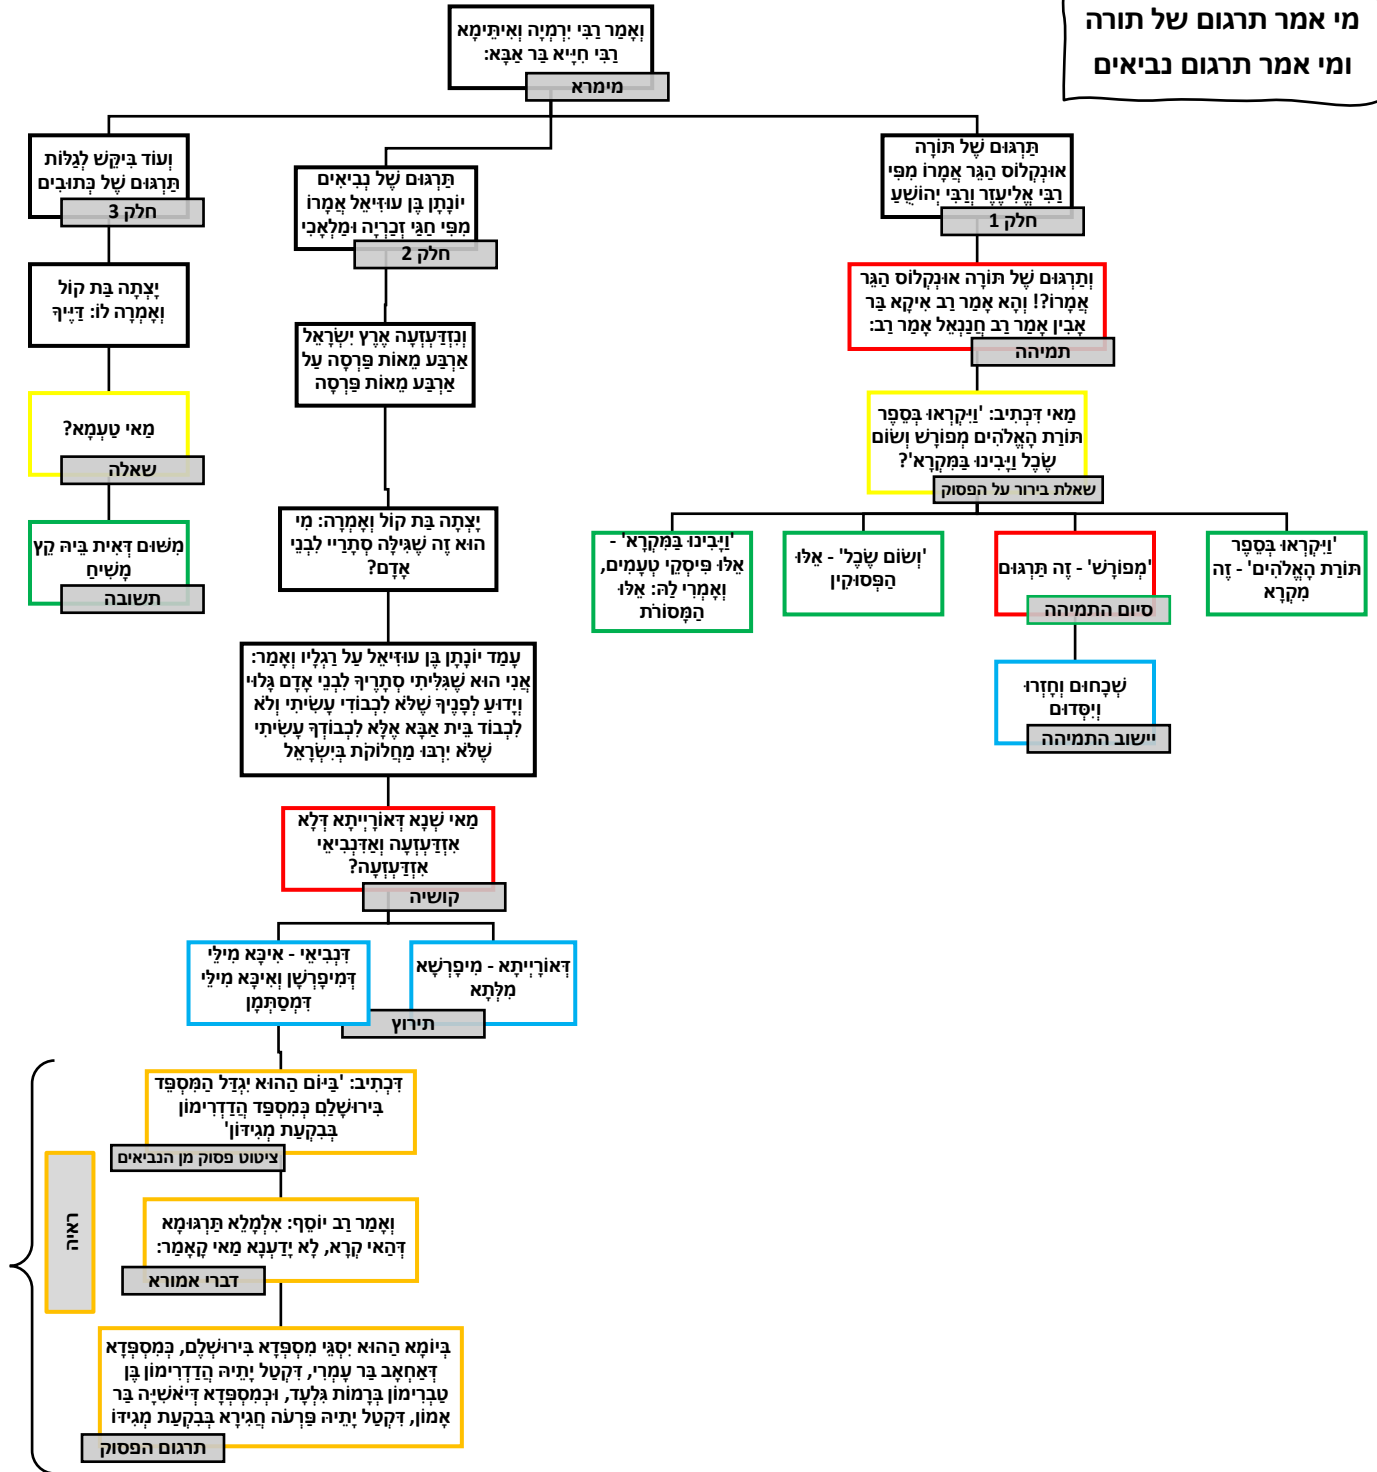 מי אמר תרגום של תורה
ומי אמר תרגום נביאים
וְאָמַר רַבִּי יִרְמְיָה וְאִיתֵּימָא
רַבִּי חִיָּיא בַּר אַבָּא:
מימרא
תַּרְגּוּם שֶׁל תּוֹרָה
אוּנְקְלוֹס הַגֵּר אֲמָרוֹ מִפִּי
רַבִּי אֱלִיעֶזֶר וְרַבִּי יְהוֹשֻׁעַ
חלק 1
וְתַרְגּוּם שֶׁל תּוֹרָה אוּנְקְלוֹס הַגֵּר
אֲמָרוֹ?! וְהָא אָמַר רַב אִיקָא בַּר
אָבִין אָמַר רַב חֲנַנְאֵל אָמַר רַב:
תמיהה
מַאי דִּכְתִיב: 'וַיִּקְרְאוּ בְּסֵפֶר
תּוֹרַת הָאֱלֹהִים מְפוֹרָשׁ וְשׂוֹם
שֶׂכֶל וַיָּבִינוּ בַּמִּקְרָא'?
שאלת בירור על הפסוק
'וַיִּקְרְאוּ בְּסֵפֶר
תּוֹרַת הָאֱלֹהִים' - זֶה
מִקְרָא
'מְפוֹרָשׁ' - זֶה תַּרְגּוּם
סיום התמיהה
שְׁכָחוּם וְחָזְרוּ
וְיִסְּדוּם
יישוב התמיהה
'וְשׂוֹם שֶׂכֶל' - אֵלּוּ
הַפְּסוּקִין
'וַיָּבִינוּ בַּמִּקְרָא' -
אֵלּוּ פִּיסְקֵי טְעָמִים,
וְאָמְרִי לַהּ: אֵלּוּ
הַמָּסוֹרֹת
תַּרְגּוּם שֶׁל נְבִיאִים
יוֹנָתָן בֶּן עוּזִּיאֵל אֲמָרוֹ
מִפִּי חַגַּי זְכַרְיָה וּמַלְאָכִי
חלק 2
וְנִזְדַּעְזְעָה אֶרֶץ יִשְׂרָאֵל
אַרְבַּע מֵאוֹת פַּרְסָה עַל
אַרְבַּע מֵאוֹת פַּרְסָה
יָצְתָה בַּת קוֹל וְאָמְרָה: מִי
הוּא זֶה שֶׁגִּילָּה סְתָרַיי לִבְנֵי
אָדָם?
עָמַד יוֹנָתָן בֶּן עוּזִּיאֵל עַל רַגְלָיו וְאָמַר:
אֲנִי הוּא שֶׁגִּלִּיתִי סְתָרֶיךָ לִבְנֵי אָדָם גָּלוּי
וְיָדוּעַ לְפָנֶיךָ שֶׁלֹּא לִכְבוֹדִי עָשִׂיתִי וְלֹא
לִכְבוֹד בֵּית אַבָּא אֶלָּא לִכְבוֹדְךָ עָשִׂיתִי
שֶׁלֹּא יִרְבּוּ מַחֲלוֹקֹת בְּיִשְׂרָאֵל
מַאי שְׁנָא דְּאוֹרָיְיתָא דְּלָא
אִזְדַּעְזְעָה וְאַדִּנְבִיאֵי
אִזְדַּעְזְעָה?
קושיה
דְּאוֹרָיְיתָא - מִיפָּרְשָׁא
מִלְּתָא
דִּנְבִיאֵי - אִיכָּא מִילֵּי
דְּמִיפָרְשָׁן וְאִיכָּא מִילֵּי
דִּמְסַתְּמָן
תירוץ
דִּכְתִיב: 'בַּיּוֹם הַהוּא יִגְדַּל הַמִּסְפֵּד
בִּירוּשָׁלִַם כְּמִסְפַּד הֲדַדְרִימּוֹן
בְּבִקְעַת מְגִידּוֹן'
ציטוט פסוק מן הנביאים
ראיה
וְאָמַר רַב יוֹסֵף: אִלְמָלֵא תַּרְגּוּמָא
דְּהַאי קְרָא, לָא יָדַעְנָא מַאי קָאָמַר:
דברי אמורא
בְּיוֹמָא הַהוּא יִסְגֵּי מִסְפְּדָא בִּירוּשְׁלֶם, כְּמִסְפְּדָא
דְּאַחְאָב בַּר עָמְרִי, דִּקְטַל יָתֵיהּ הֲדַדְרִימּוֹן בֶּן
טַבְרִימּוֹן בְּרָמוֹת גִּלְעָד, וּכְמִסְפְּדָא דְּיֹאשִׁיָּה בַּר
אָמוֹן, דִּקְטַל יָתֵיהּ פַּרְעֹה חֲגִירָא בְּבִקְעַת מְגִידּוֹ
תרגום הפסוק
וְעוֹד בִּיקֵּשׁ לְגַלּוֹת
תַּרְגּוּם שֶׁל כְּתוּבִים
חלק 3
יָצְתָה בַּת קוֹל
וְאָמְרָה לוֹ: דַּיֶּיךָּ
מַאי טַעְמָא?
שאלה
מִשּׁוּם דְּאִית בֵּיהּ קֵץ
מָשִׁיחַ
תשובה